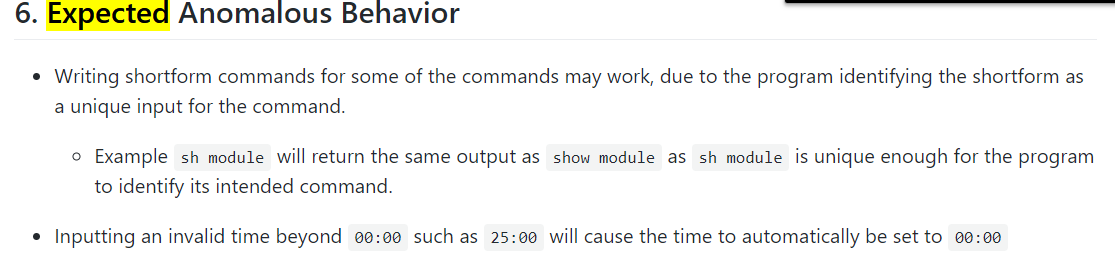 6. Expected Anomalous Behavior
• Writing shortform commands for some of the commands may work, due to the program identifying the shortform as
a unique input for the command.
◦ Example sh module will return the same output as show module as sh module is unique enough for the program
to identify its intended command.
• Inputting an invalid time beyond 00:00 such as 25:00 will cause the time to automatically be set to 00:00